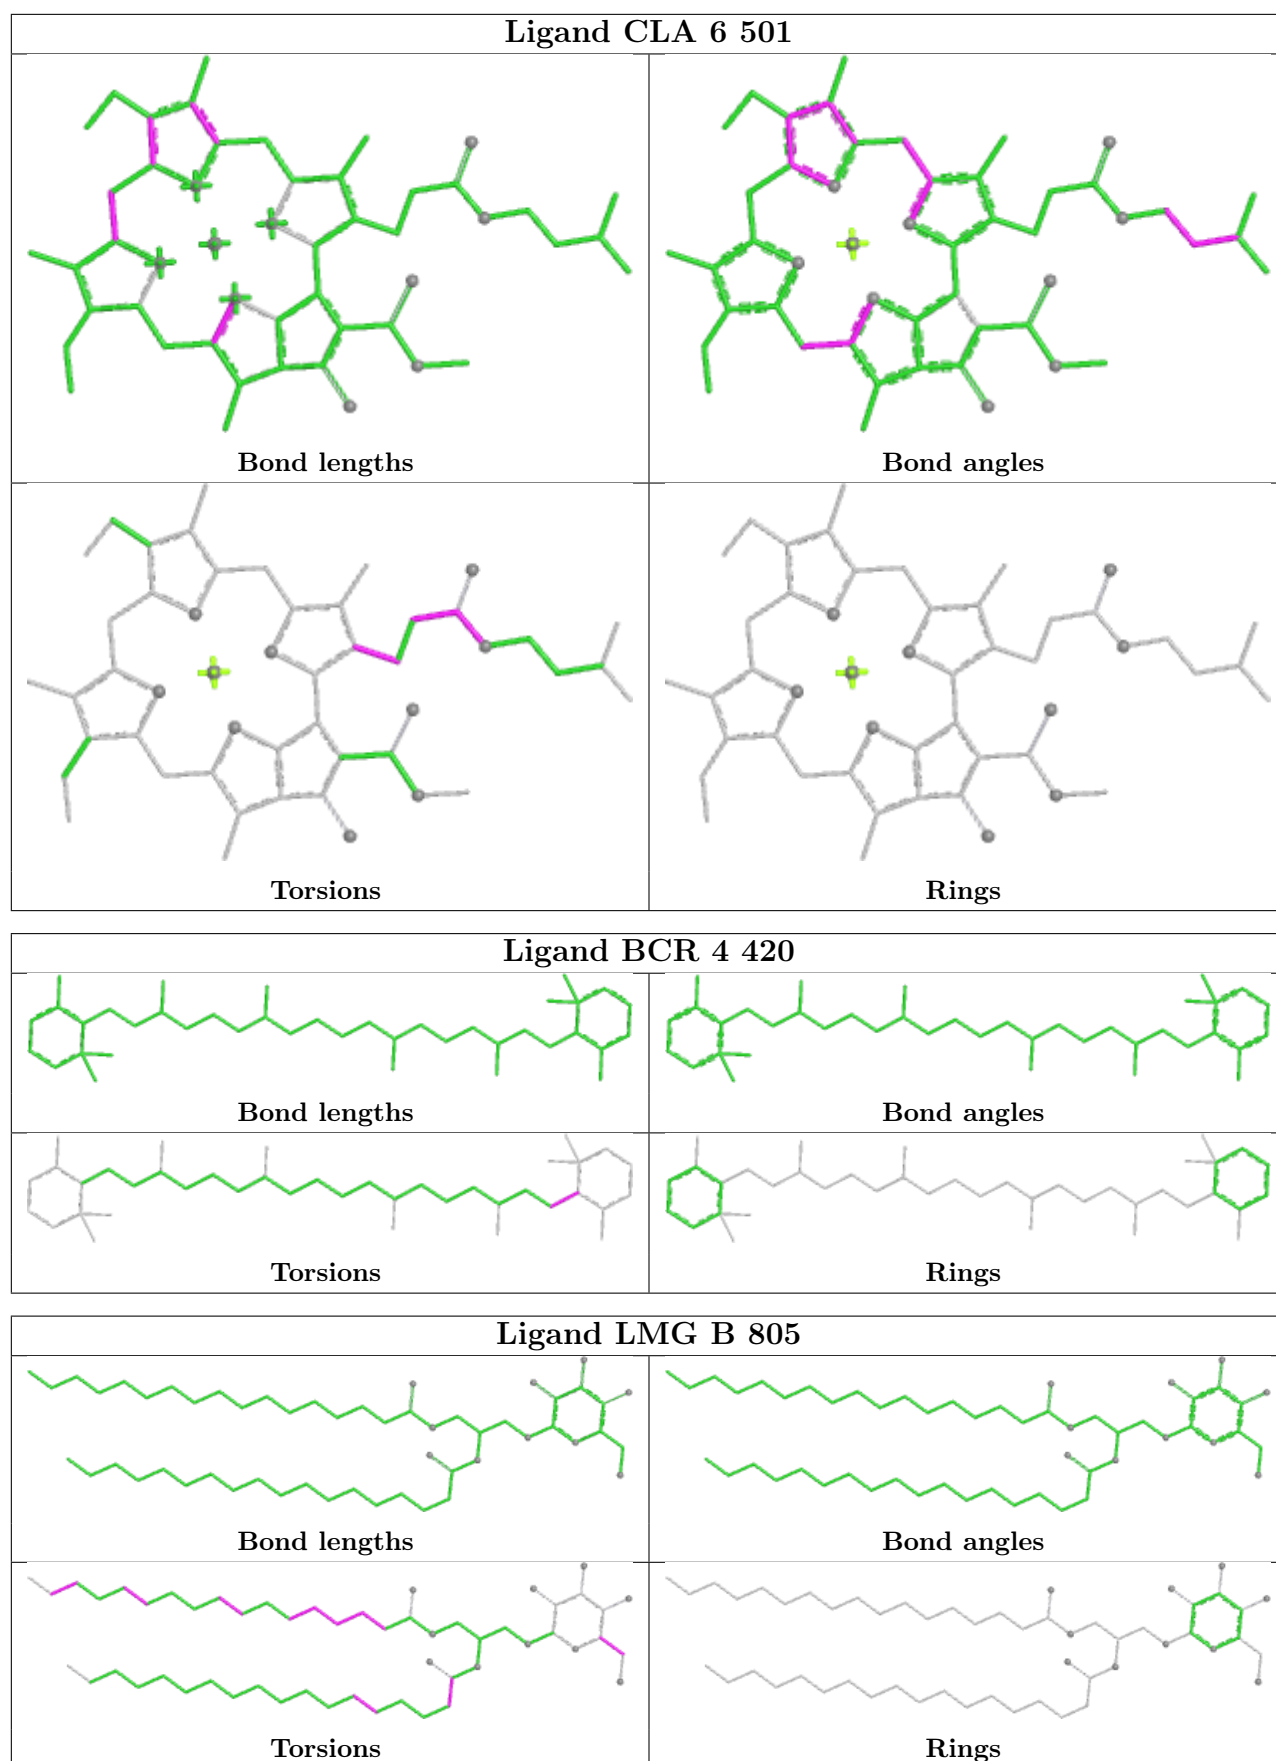 Ligand CLA 6 501
Bond lengths
Bond angles
Torsions
Rings
Ligand BCR 4 420
Bond lengths
Bond angles
Torsions
Rings
Ligand LMG B 805
Bond lengths
Bond angles
Torsions
Rings